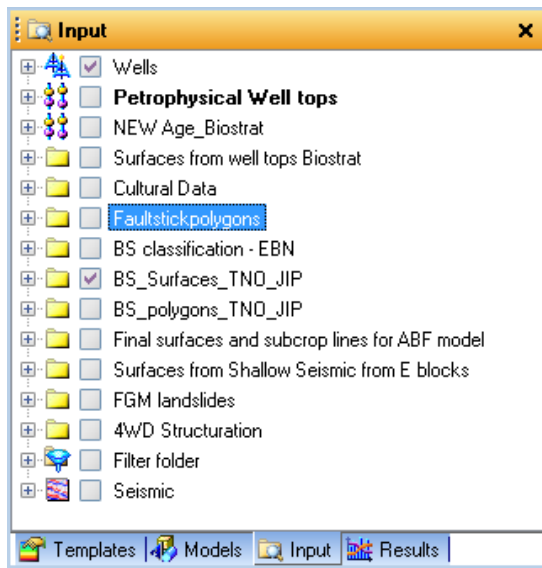 Input
Wells
Petrophysical Well tops
NEW Age_Biostrat
Surfaces from well tops Biostrat
Cultural Data
Faultstickpolygons
BS classification - EBN
BS_Surfaces_TNO_JIP
BS_polygons_TNO_JIP
Final surfaces and subcrop lines for ABF model
Surfaces from Shallow Seismic from E blocks
FGM landslides
4WD Structuration
Filter folder
Seismic
Templates Models Input Results